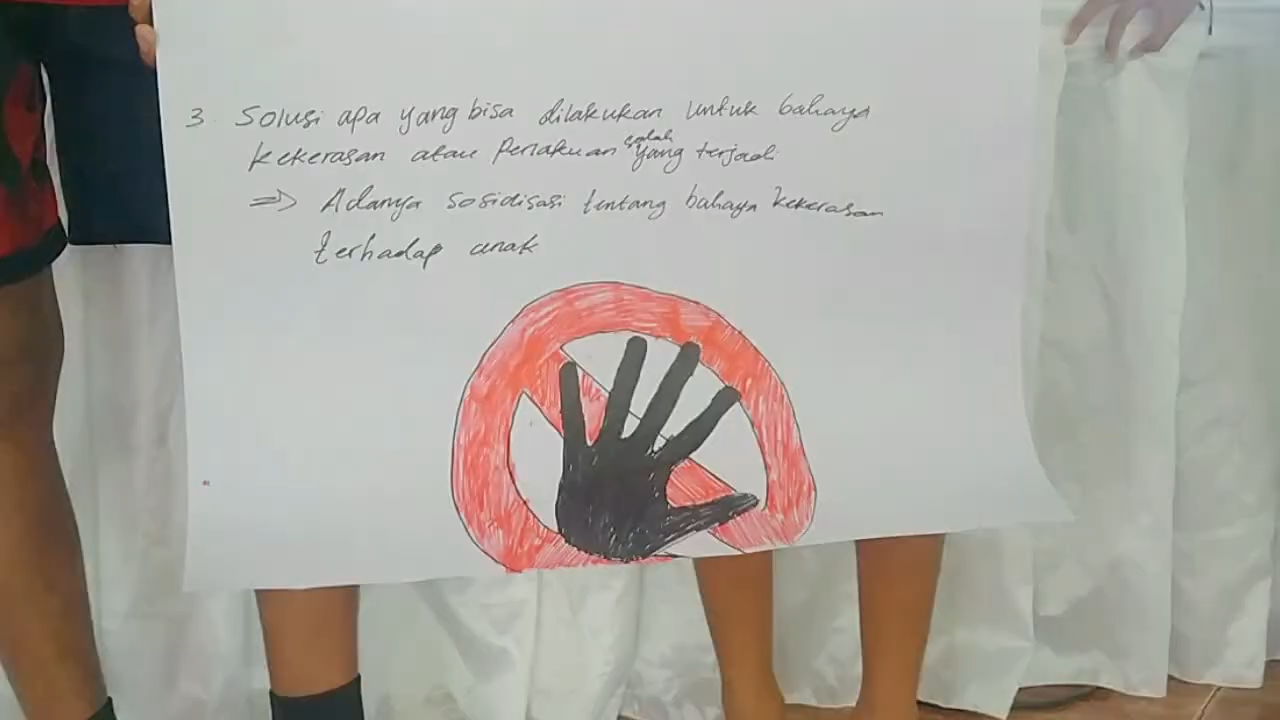 3. Solusi apa yang bisa dilakukan untuk bahaya
kekerasan atau Perlakuan salah yang terjadi
=> Adanya sosialisasi tentang bahaya kekerasan
terhadap anak